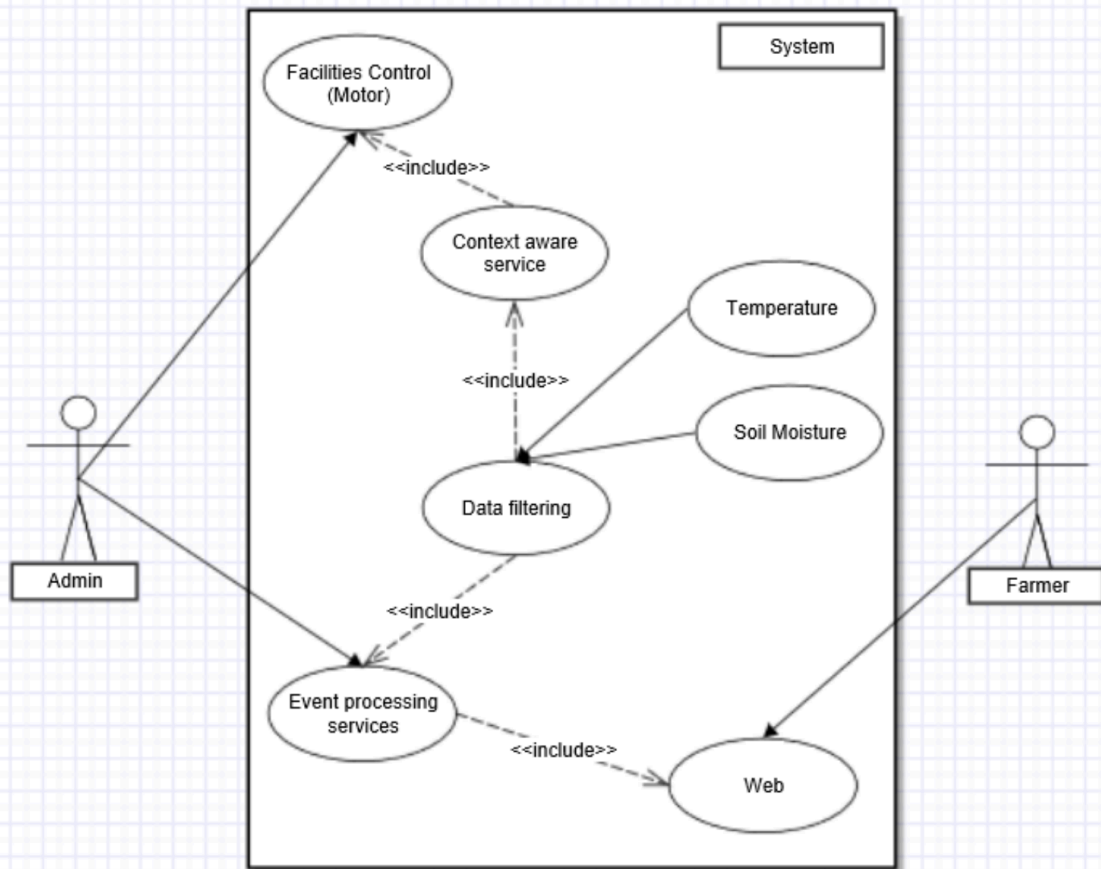 System
Facilities Control
(Motor)
<<include>>
Context aware
service
Temperature
<<include>>
Soil Moisture
Data filtering
Admin
Farmer
<<include>>
Event processing
services
<<include>>
Web